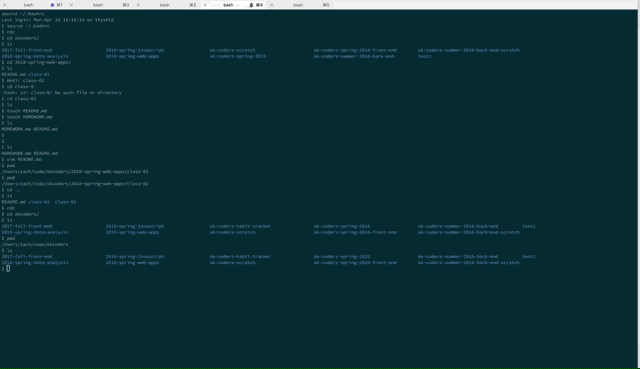 bash ⌘1 bash ⌘2 bash ⌘3 bash ⌘4 bash ⌘5
source ~/.bashrc
Last login: Mon Apr 16 on
$ source ~/.bashrc
$ cdc
$ cd okcoders/
$ ls
2017-fall-front-end 2018-spring-javascript ok-coders-scratch ok-coders-spring-2018-front-end ok-coders-summer-2018-back-end-scratch
2018-spring-data-analysis 2018-spring-web-apps ok-coders-spring-2018 ok-coders-summer-2018-back-end test1
$ cd 2018-spring-web-apps/
$ ls
README.md class-01
$ mkdir class-02
$ cd class-0
-bash: cd: class-0: No such file or directory
$ cd class-02
$ ls
$ touch README.md
$ touch HOMEWORK.md
$ ls
HOMEWORK.md README.md
$
$
$ ls
HOMEWORK.md README.md
$ vim README.md
$ pwd
/Users/zach/code/okcoders/2018-spring-web-apps/class-02
$ pwd
/Users/zach/code/okcoders/2018-spring-web-apps/class-02
$ cd ..
$ ls
README.md class-01 class-02
$ cdc
$ cd okcoders/
$ ls
2017-fall-front-end 2018-spring-javascript ok-coders-habit-tracker ok-coders-spring-2018 ok-coders-summer-2018-back-end test1
2018-spring-data-analysis 2018-spring-web-apps ok-coders-scratch ok-coders-spring-2018-front-end ok-coders-summer-2018-back-end-scratch
$ pwd
/Users/zach/code/okcoders
$ ls
2017-fall-front-end 2018-spring-javascript ok-coders-habit-tracker ok-coders-spring-2018 ok-coders-summer-2018-back-end test1
2018-spring-data-analysis 2018-spring-web-apps ok-coders-scratch ok-coders-spring-2018-front-end ok-coders-summer-2018-back-end-scratch
$